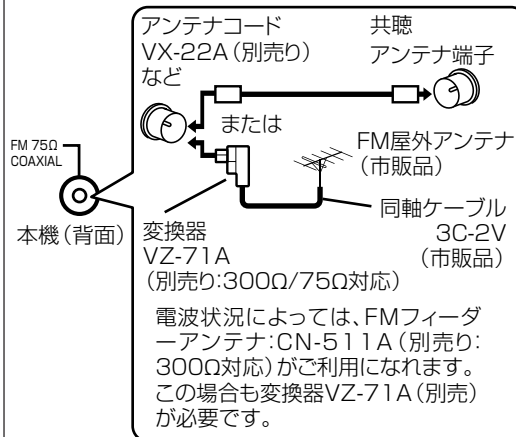 アンテナコード
VX-22A(別売り)
など
共聴
アンテナ端子
または
FM 75Ω
COAXIAL
本機(背面)
FM屋外アンテナ
(市販品)
変換器
VZ-71A
(別売り:300Ω/75Ω対応)
同軸ケーブル
3C-2V
(市販品)
電波状況によっては、FMフィーダ
ーアンテナ:CN-511A(別売り:
300Ω対応)がご利用になれます。
この場合も変換器VZ-71A(別売)
が必要です。